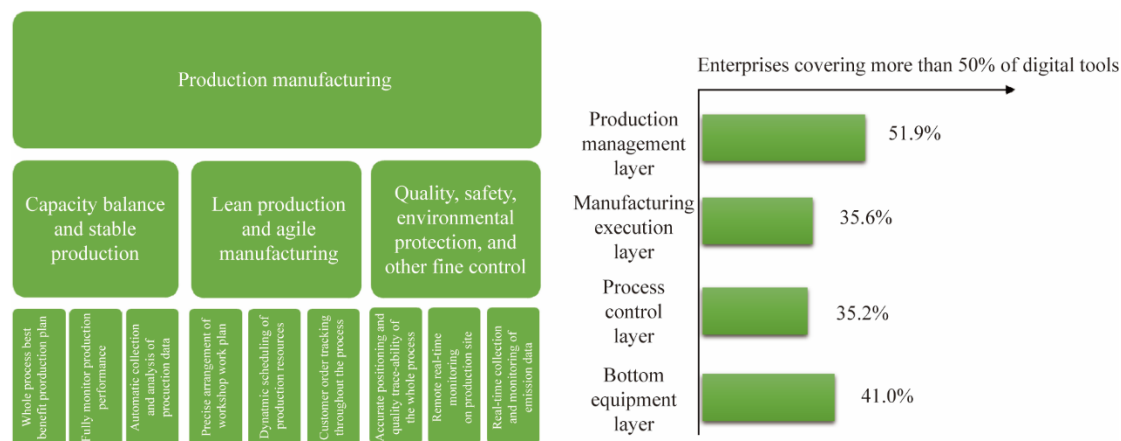 Production manufacturing
Capacity balance
and stable
production
Lean production
and agile
manufacturing
Quality, safety,
environmental
protection, and
other fine control
Whole process best
benefit prorduction plan
Fully monitor production
performance
Automatic collection
and analysis of
procuction data
Precise arrangement of
workshop work plan
Dynatmic scheduling of
production resources
Customer order tracking
throughout the process
Accurate positioning and
quality trace-ability of
the whole process
Remote real-time
monitoring
on production site
Real-time collection
and monitoring of
emission data
Enterprises covering more than 50% of digital tools
Production
management
layer
51.9%
Manufacturing
execution
layer
35.6%
Process
control
layer
35.2%
Bottom
equipment
layer
41.0%